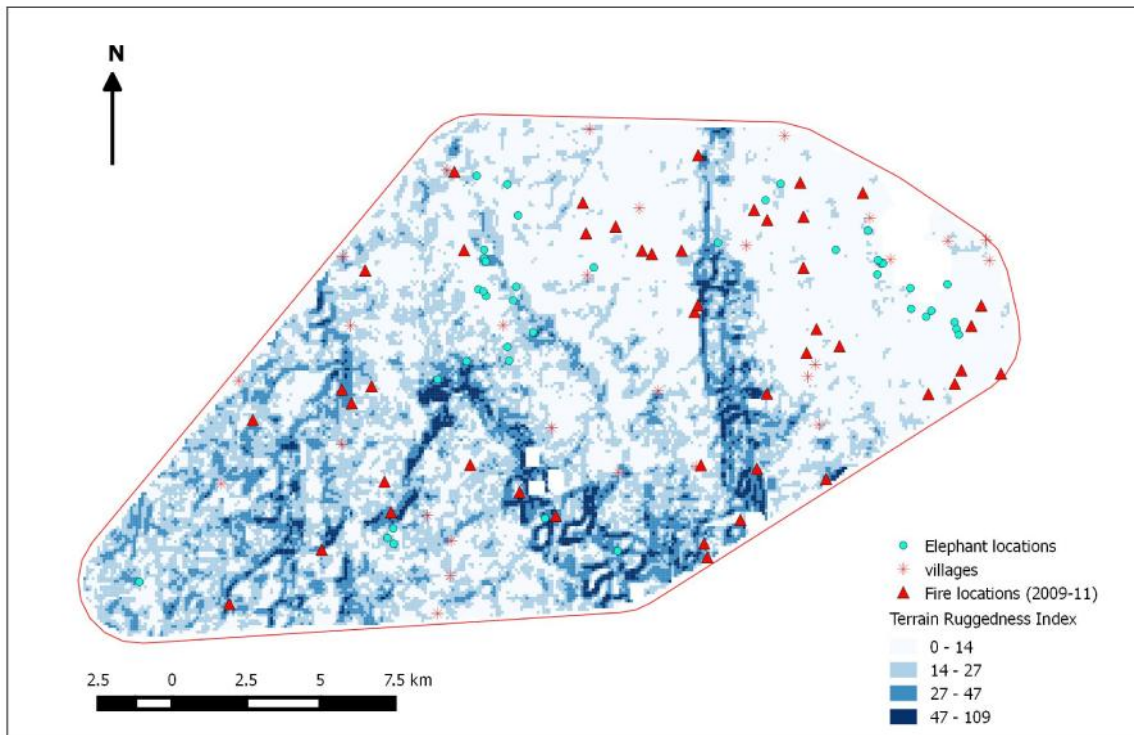 N
Elephant locations
villages
Fire locations (2009-11)
Terrain Ruggedness Index
0 - 14
14 - 27
27 - 47
47 - 109
2.5 0 2.5 5 7.5 km